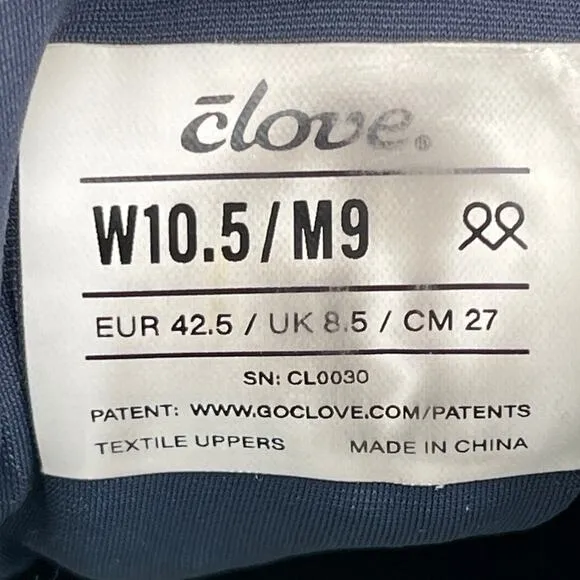 clove®
W10.5/M9
EUR 42.5 / UK 8.5 / CM 27
SN: CL0030
PATENT: WWW.GOCLOVE.COM/PATENTS
TEXTILE UPPERS MADE IN CHINA